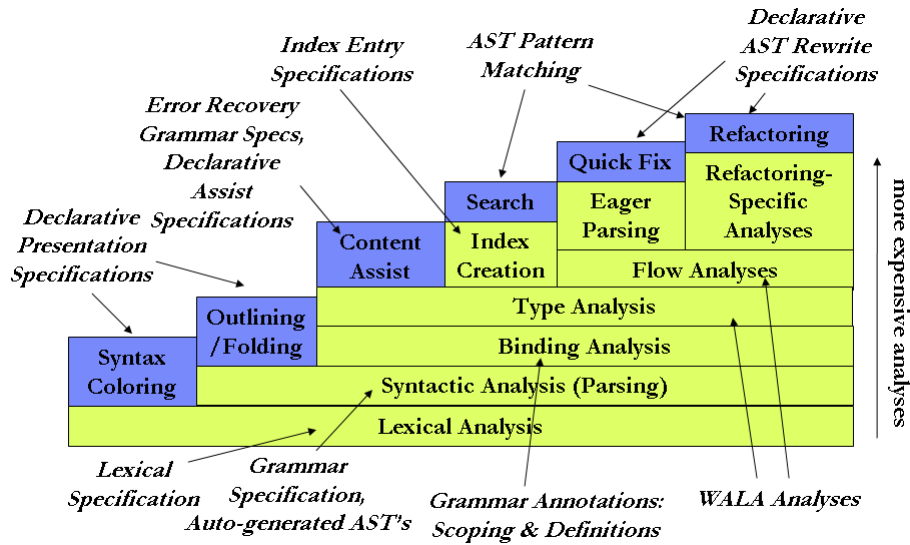 Index Entry
Specifications
AST Pattern
Matching
Declarative
AST Rewrite
Specifications
Error Recovery
Grammar Specs,
Declarative
Assist
Specifications
Declarative
Presentation
Specifications
Refactoring
Quick Fix
Refactoring-
Specific
Analyses
Search
Eager
Parsing
Content
Assist
Index
Creation
Flow Analyses
Outlining
/Folding
Type Analysis
Syntax
Coloring
Binding Analysis
Syntactic Analysis (Parsing)
Lexical Analysis
more expensive analyses
Lexical
Specification
Grammar
Specification,
Auto-generated AST's
Grammar Annotations:
Scoping & Definitions
WALA Analyses